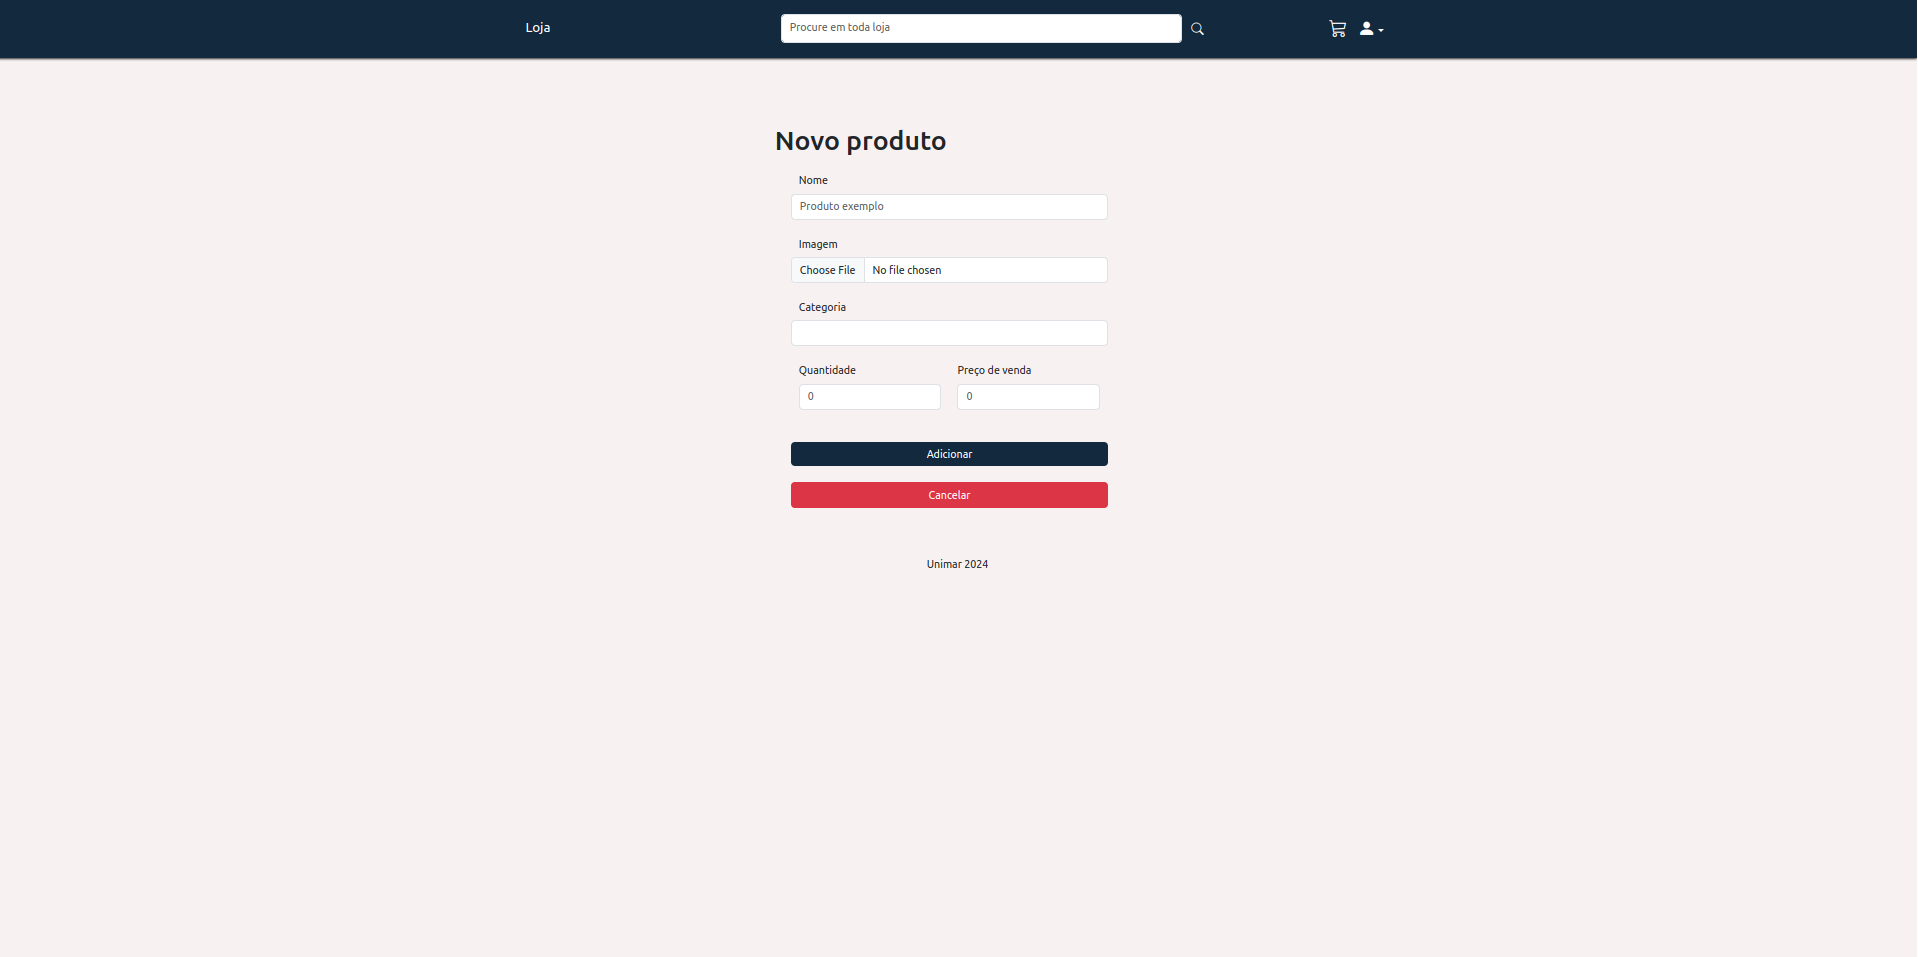 Loja
Procure em toda loja
Novo produto
Nome
Produto exemplo
Imagem
Choose File No file chosen
Categoria
Quantidade Preço de venda
0 0
Adicionar
Cancelar
Unimar 2024